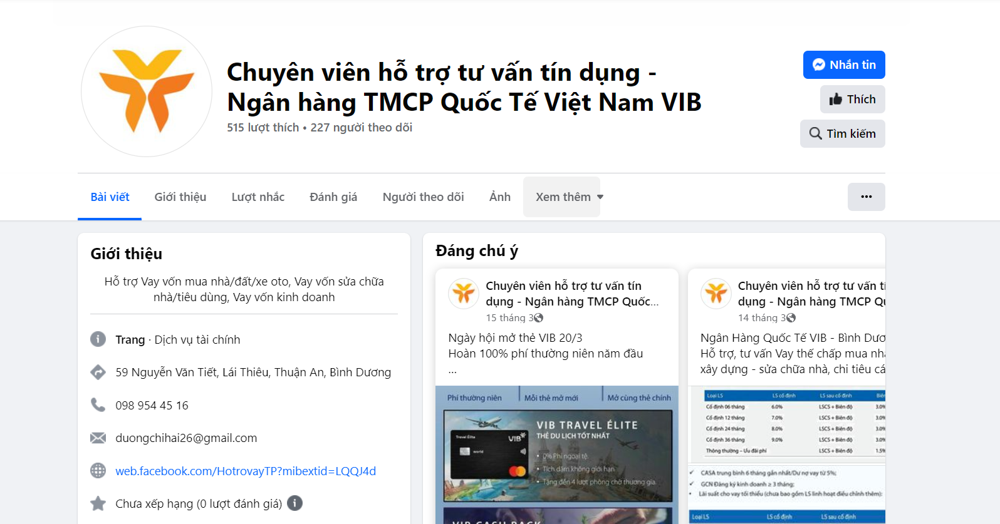 Chuyên viên hỗ trợ tư vấn tín dụng -
Ngân hàng TMCP Quốc Tế Việt Nam VIB
515 lượt thích • 227 người theo dõi
Nhắn tin
Thích
Tìm kiếm
Bài viết
Giới thiệu
Lượt nhắc
Đánh giá
Người theo dõi
Ảnh
Xem thêm
Giới thiệu
Hỗ trợ Vay vốn mua nhà/đất/xe oto, Vay vốn sửa chữa
nhà/tiêu dùng, Vay vốn kinh doanh
Trang · Dịch vụ tài chính
59 Nguyễn Văn Tiết, Lái Thiêu, Thuận An, Bình Dương
098 954 45 16
duongchihai26@gmail.com
web.facebook.com/HotrovayTP?mibextid=LQQJ4d
Chưa xếp hạng (0 lượt đánh giá)
Đáng chú ý
Chuyên viên hỗ trợ tư vấn tín
dụng - Ngân hàng TMCP Quốc...
15 tháng 3
Ngày hội mở thẻ VIB 20/3
Hoàn 100% phí thường niên năm đầu
...
Phí thường niên
Mỗi thẻ mở mới
Mở cùng thẻ chính
Travel Élite
VIB
world
VIB TRAVEL ÉLITE
THẺ DU LỊCH TỐT NHẤT
• 0% Phí ngoại tệ.
• Tích dặm không giới hạn
• Tặng đến 4 lượt phòng chờ thương gia.
VIB CASH BACK
Chuyên viên hỗ trợ tư vấn
dụng - Ngân hàng TMCP
14 tháng 3
Ngân Hàng Quốc Tế VIB - Bình
Hỗ trợ, tư vấn Vay thế chấp mua
xây dựng - sửa chữa nhà, chi tiêu
Loại LS LS cố định LS sau cố định Biên
Cố định 06 tháng 6.0% LSCS + Biên độ 3.0%
Cố định 12 tháng 7.0% LSCS + Biên độ 3.0%
Cố định 24 tháng 8.0% LSCS + Biên độ 3.0%
Cố định 36 tháng 9.0% LSCS + Biên độ 3.0%
Thông thường – Ưu đãi phí LSCS + Biên độ 1.5%
✓ CASA trung bình 6 tháng gần nhất/Dư nợ vay từ 5%;
✓ GCN Đăng ký kinh doanh ≥ 3 tháng;
• Lãi suất cho vay tối thiểu (chưa bao gồm LS linh hoạt điều chỉnh thêm):
Loại LS LS cố định LS sau cố định